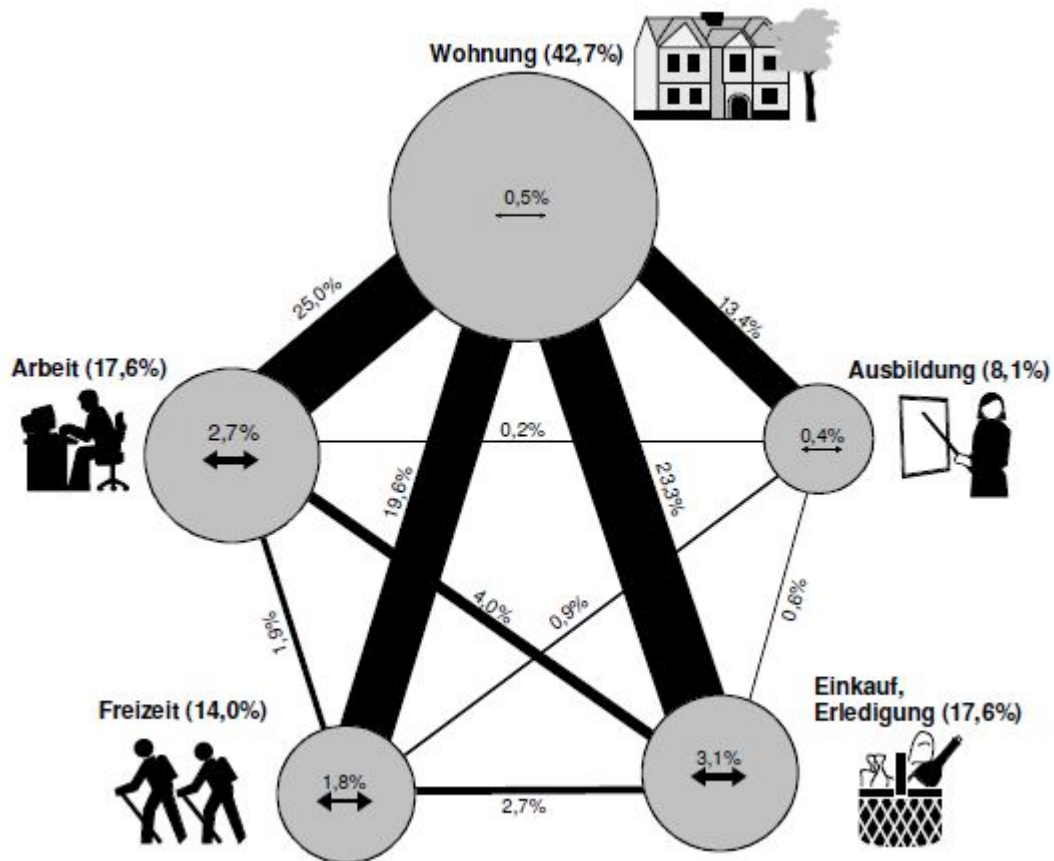 Wohnung (42,7%)
0,5%
25,0%
13,4%
Arbeit (17,6%)
Ausbildung (8,1%)
2,7%
0,2%
0,4%
19,6%
23,3%
4,0%
0,9%
0,6%
1,9%
Freizeit (14,0%)
Einkauf,
Erledigung (17,6%)
1,8%
2,7%
3,1%